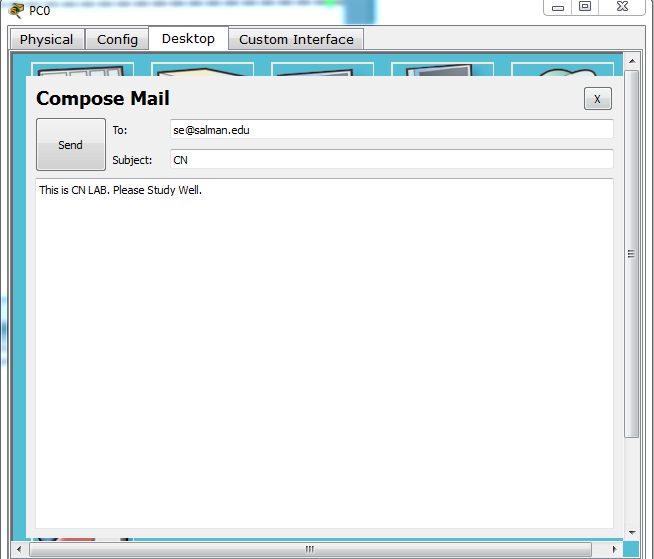 PC0
Physical Config Desktop Custom Interface
Compose Mail
X
Send
To: se@salman.edu
Subject: CN
This is CN LAB. Please Study Well.